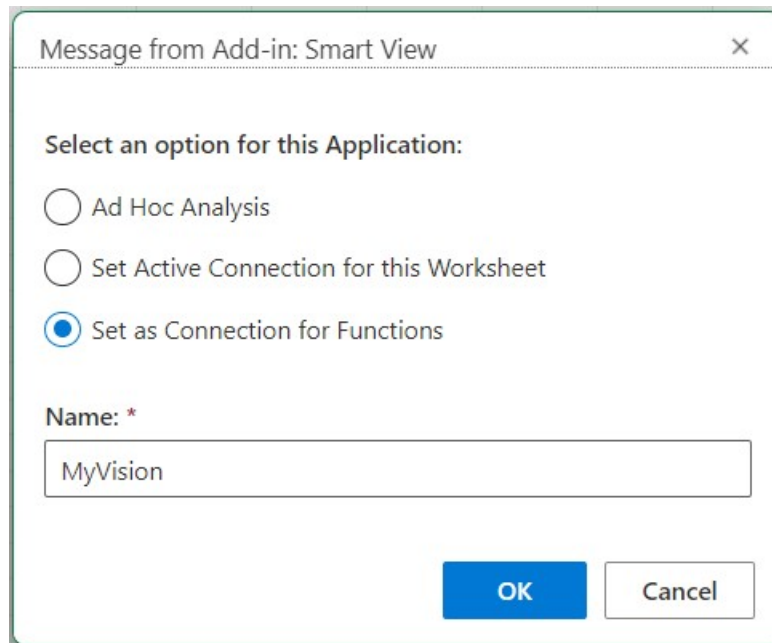 Message from Add-in: Smart View
Select an option for this Application:
Ad Hoc Analysis
Set Active Connection for this Worksheet
Set as Connection for Functions
Name: *
MyVision
OK Cancel